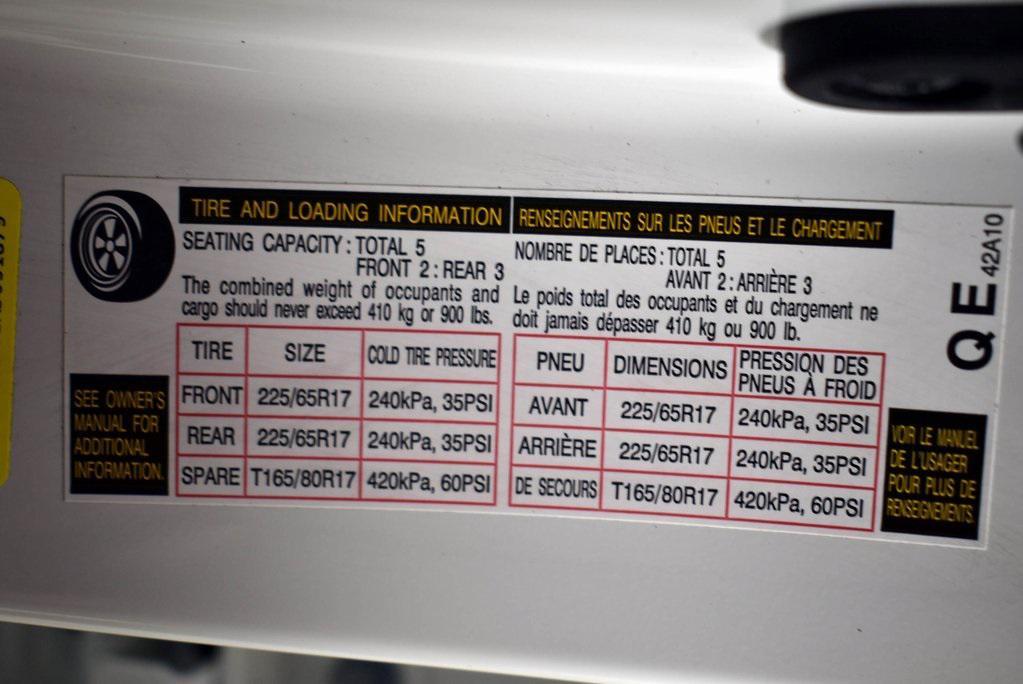 TIRE AND LOADING INFORMATION
SEATING CAPACITY : TOTAL 5
FRONT 2 : REAR 3
The combined weight of occupants and
cargo should never exceed 410 kg or 900 lbs.
TIRE SIZE COLD TIRE PRESSURE
FRONT 225/65R17 240kPa, 35PSI
REAR 225/65R17 240kPa, 35PSI
SPARE T165/80R17 420kPa, 60PSI
SEE OWNER'S
MANUAL FOR
ADDITIONAL
INFORMATION.
RENSEIGNEMENTS SUR LES PNEUS ET LE CHARGEMENT
NOMBRE DE PLACES : TOTAL 5
AVANT 2 : ARRIÈRE 3
Le poids total des occupants et du chargement ne
doit jamais dépasser 410 kg ou 900 lb.
PNEU DIMENSIONS PRESSION DES
PNEUS À FROID
AVANT 225/65R17 240kPa, 35PSI
ARRIÈRE 225/65R17 240kPa, 35PSI
DE SECOURS T165/80R17 420kPa, 60PSI
VOIR LE MANUEL
DE L'USAGER
POUR PLUS DE
RENSEIGNEMENTS.
Q E 42A10